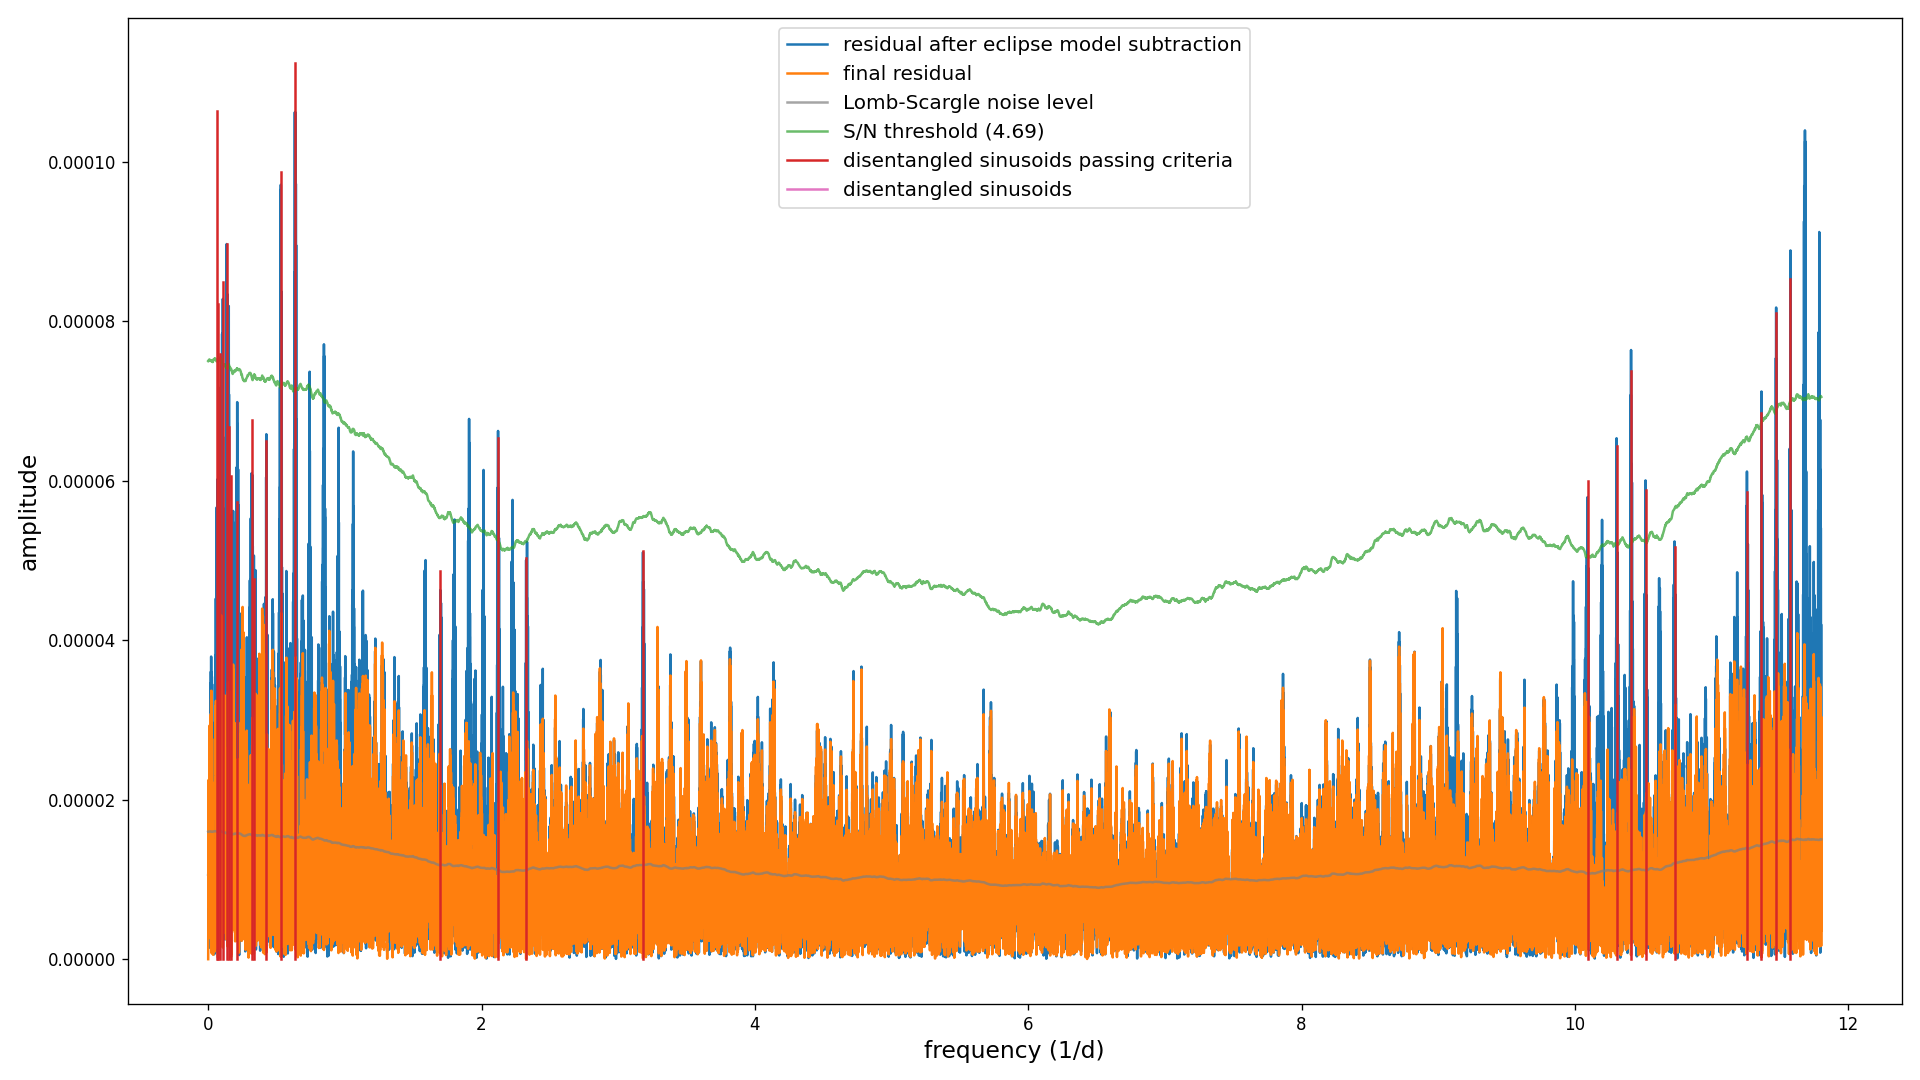 residual after eclipse model subtraction
final residual
Lomb-Scargle noise level
S/N threshold (4.69)
disentangled sinusoids passing criteria
disentangled sinusoids
amplitude
0.00010
0.00008
0.00006
0.00004
0.00002
0.00000
0 2 4 6 8 10 12
frequency (1/d)